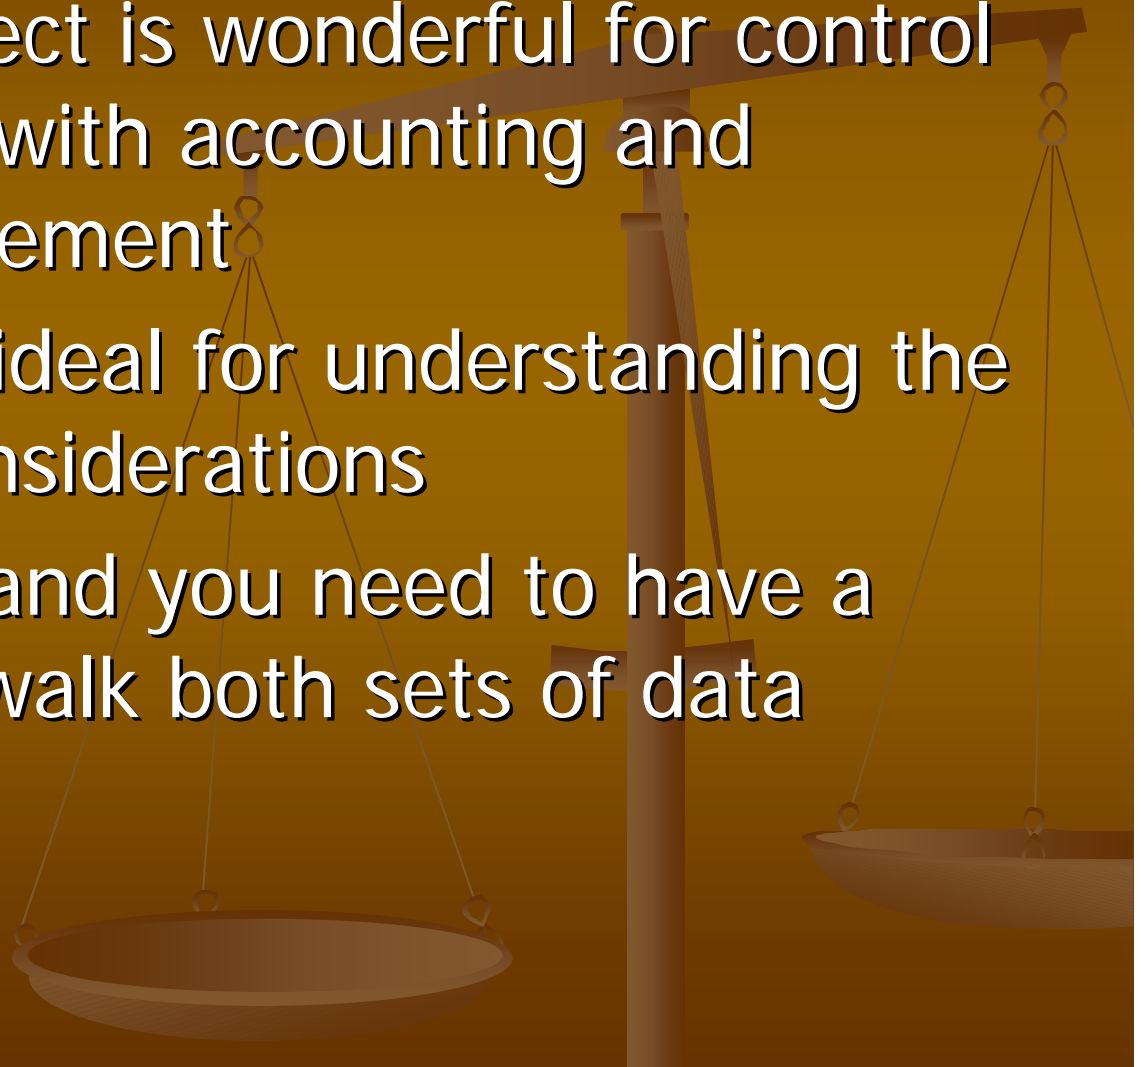 ect is wonderful for control
with accounting and
ement
ideal for understanding the
nsiderations
and you need to have a
walk both sets of data